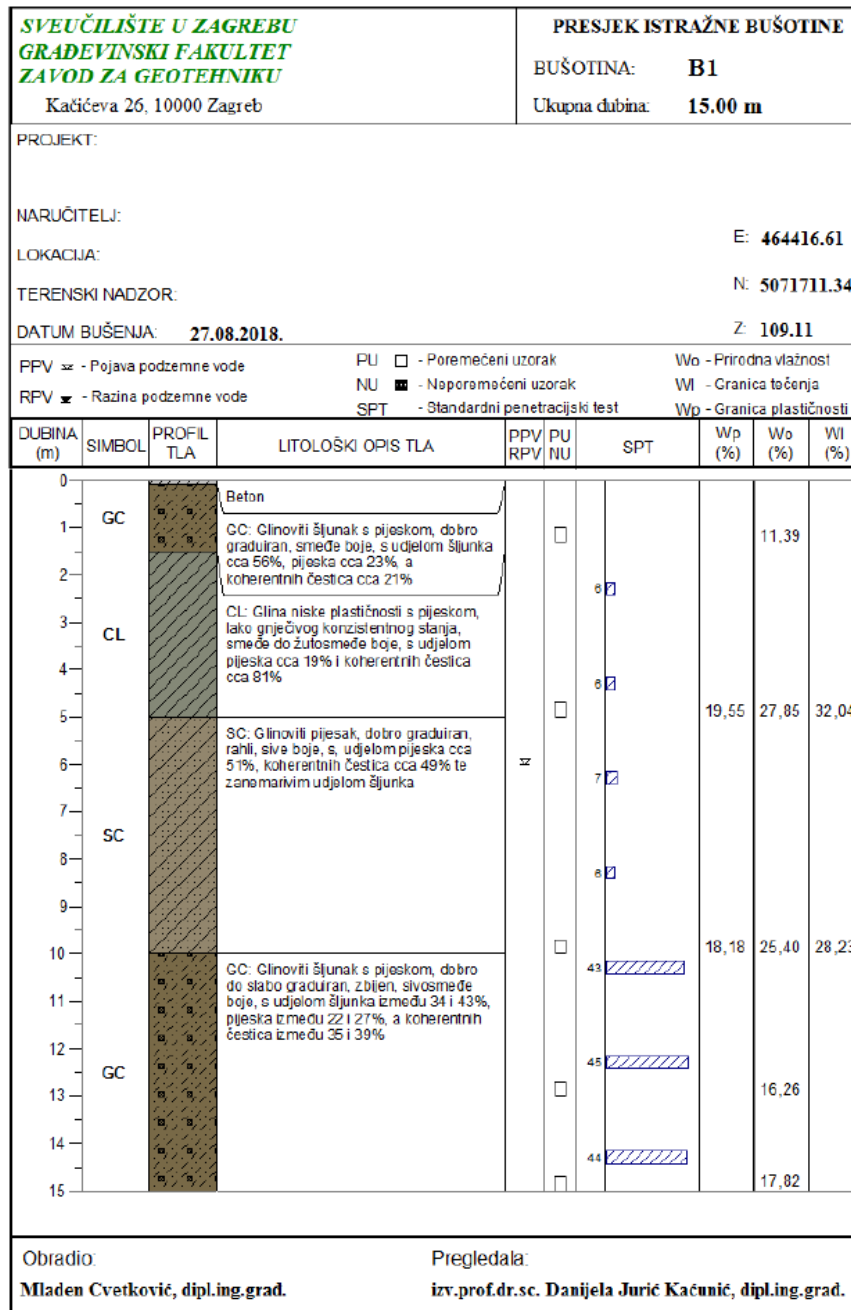 SVEUČILIŠTE U ZAGREBU
GRAĐEVINSKI FAKULTET
ZAVOD ZA GEOTEHNIKU
Kačićeva 26, 10000 Zagreb
PRESJEK ISTRAŽNE BUŠOTINE
BUŠOTINA: B1
Ukupna dubina: 15.00 m
PROJEKT:
NARUČITELJ:
LOKACIJA:
TERENSKI NADZOR:
DATUM BUŠENJA: 27.08.2018.
E: 464416.61
N: 5071711.34
Z: 109.11
PPV - Pojava podzemne vode
RPV - Razina podzemne vode
PU - Poremećeni uzorak
NU - Neporemećeni uzorak
SPT - Standardni penetracijski test
Wo - Prirodna vlažnost
Wl - Granica tečenja
Wp - Granica plastičnosti
DUBINA (m)
SIMBOL
PROFIL TLA
LITOLOŠKI OPIS TLA
PPV RPV
PU NU
SPT
Wp (%)
Wo (%)
Wl (%)
0
1
2
3
4
5
6
7
8
9
10
11
12
13
14
15
GC
CL
SC
GC
Beton
GC: Glinoviti šljunak s pijeskom, dobro
graduiran, smeđe boje, s udjelom šljunka
cca 56%, pijeska cca 23%, a
koherentnih čestica cca 21%
CL: Glina niske plastičnosti s pijeskom,
lako gnječivog konzistentnog stanja,
smeđe do žutosmeđe boje, s udjelom
pijeska cca 19% i koherentnih čestica
cca 81%
SC: Glinoviti pijesak, dobro graduiran,
rahli, sive boje, s, udjelom pijeska cca
51%, koherentnih čestica cca 49% te
zanemarivim udjelom šljunka
GC: Glinoviti šljunak s pijeskom, dobro
do slabo graduiran, zbijen, sivosmeđe
boje, s udjelom šljunka između 34 i 43%,
pijeska između 22 i 27%, a koherentnih
čestica između 35 i 39%
6
6
7
6
43
45
44
11,39
19,55 27,85 32,04
18,18 25,40 28,23
16,26
17,82
Obradio:
Mladen Cvetković, dipl.ing.građ.
Pregledala:
izv.prof.dr.sc. Danijela Jurić Kaćunić, dipl.ing.građ.